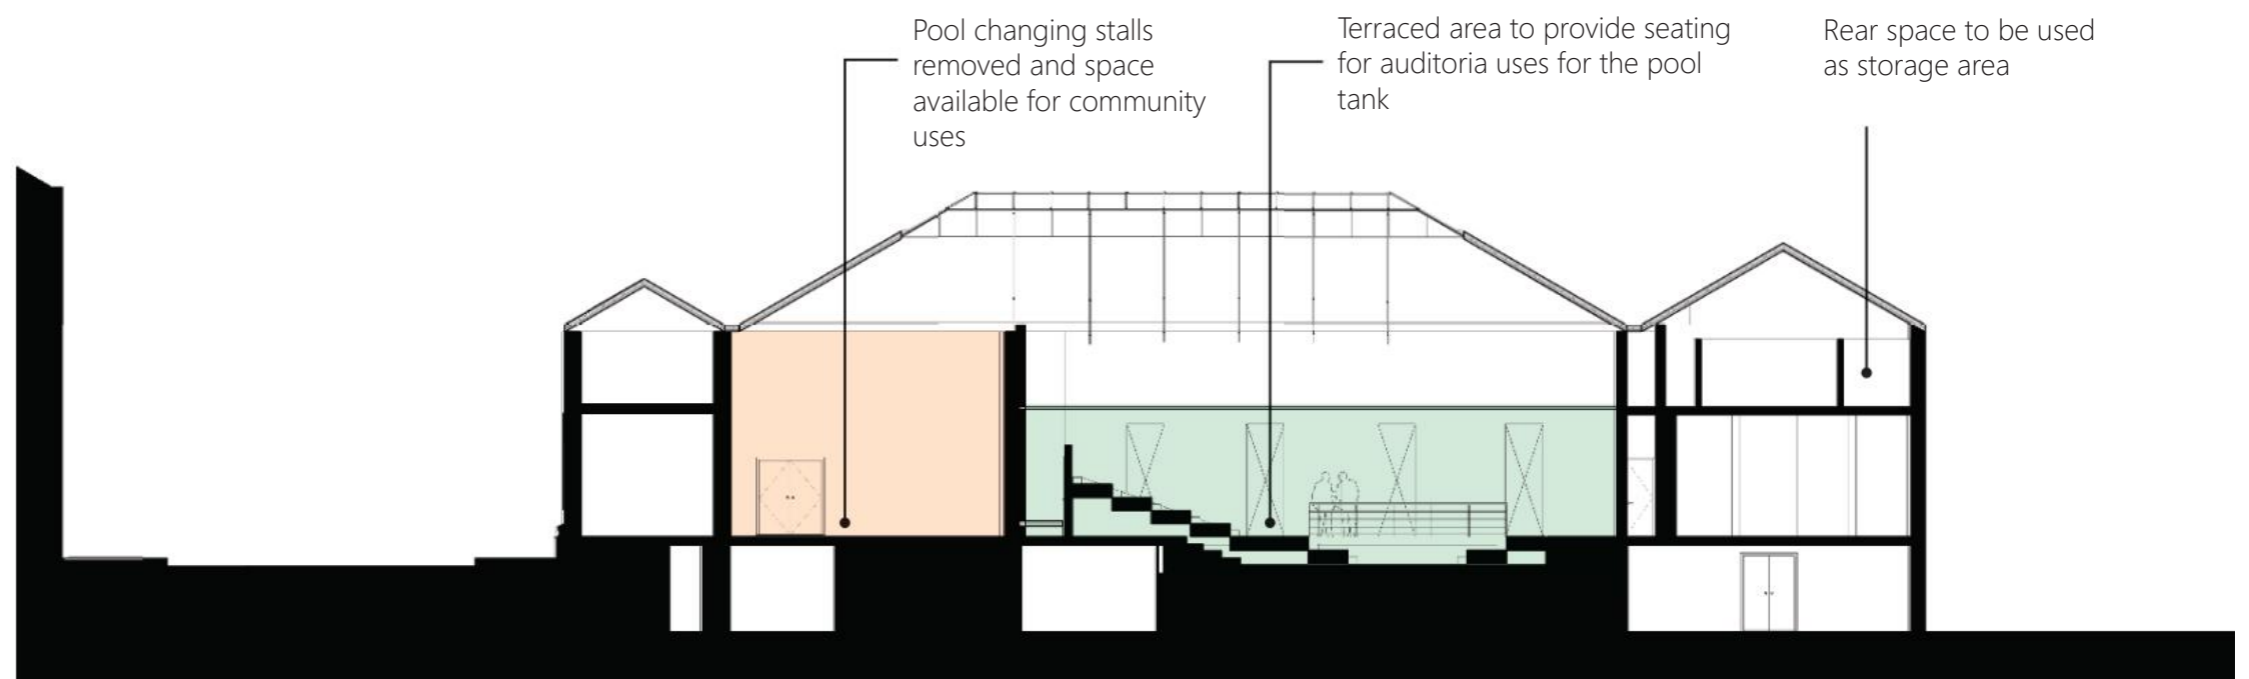 Pool changing stalls
removed and space
available for community
uses
Terraced area to provide seating
for auditoria uses for the pool
tank
Rear space to be used
as storage area